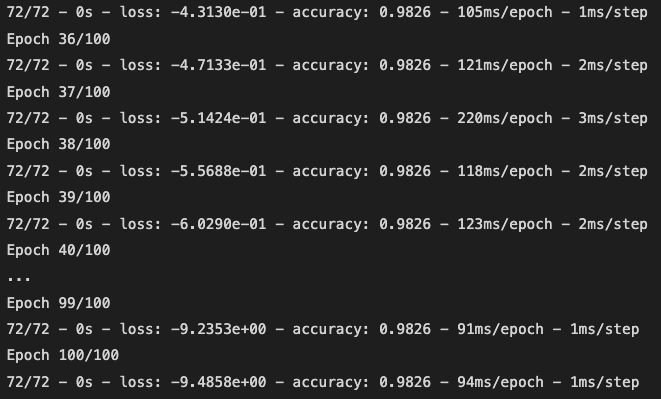 72/72 - 0s - loss: -4.3130e-01 - accuracy: 0.9826 - 105ms/epoch - 1ms/step
Epoch 36/100
72/72 - 0s - loss: -4.7133e-01 - accuracy: 0.9826 - 121ms/epoch - 2ms/step
Epoch 37/100
72/72 - 0s - loss: -5.1424e-01 - accuracy: 0.9826 - 220ms/epoch - 3ms/step
Epoch 38/100
72/72 - 0s - loss: -5.5688e-01 - accuracy: 0.9826 - 118ms/epoch - 2ms/step
Epoch 39/100
72/72 - 0s - loss: -6.0290e-01 - accuracy: 0.9826 - 123ms/epoch - 2ms/step
Epoch 40/100
...
Epoch 99/100
72/72 - 0s - loss: -9.2353e+00 - accuracy: 0.9826 - 91ms/epoch - 1ms/step
Epoch 100/100
72/72 - 0s - loss: -9.4858e+00 - accuracy: 0.9826 - 94ms/epoch - 1ms/step